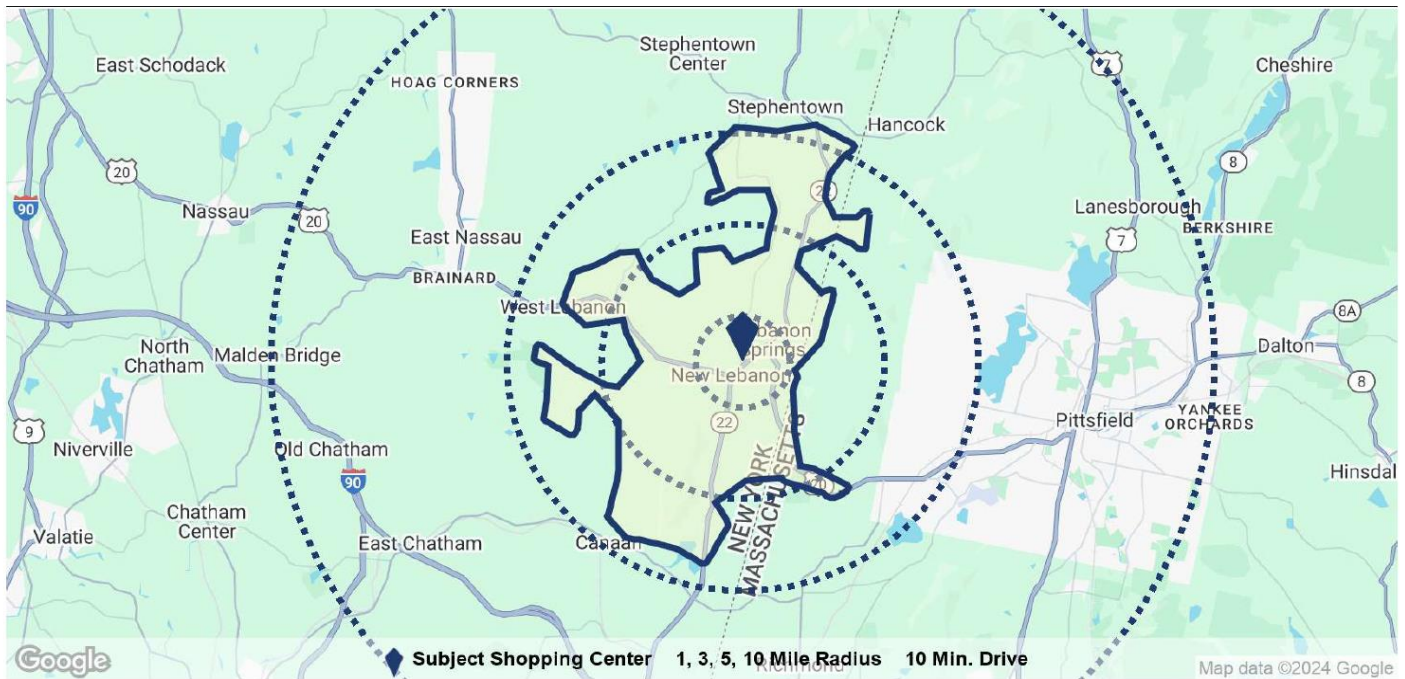 Stephentown
Center
East Schodack
Cheshire
7
HOAG CORNERS
Stephentown
Hancock
20
8
90
Nassau
20
Lanesborough
East Nassau
BERKSHIRE
7
BRAINARD
West Lebanon
8A
Lebanon
Springs
North
Chatham
Malden Bridge
Dalton
New Lebanon
8
YANKEE
ORCHARDS
Pittsfield
22
9
Niverville
Old Chatham
NEW YORK
MASSACHUSETTS
Hinsdal
90
20
Chatham
Center
Valatie
East Chatham
Canaan
Richmond
Google
Subject Shopping Center 1, 3, 5, 10 Mile Radius 10 Min. Drive
Map data ©2024 Google